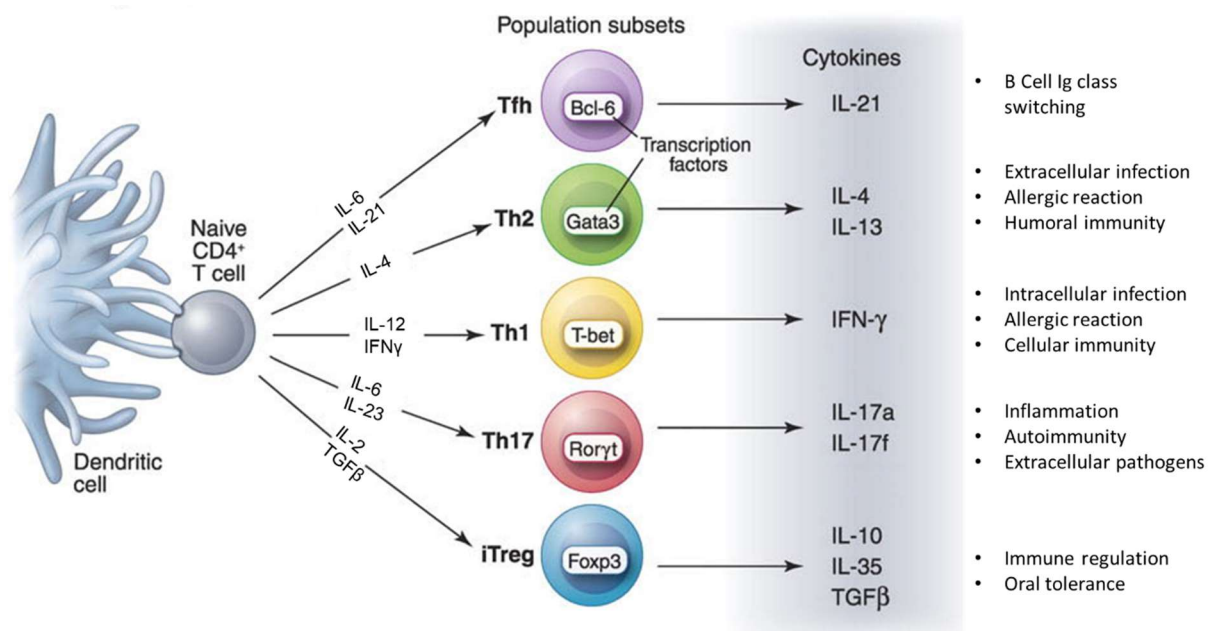 Population subsets
Cytokines
Naive
CD4+
T cell
Dendritic
cell
IL-6
IL-21
Tfh
Bcl-6
Transcription
factors
IL-21
• B Cell Ig class
switching
IL-4
Th2
Gata3
IL-4
IL-13
• Extracellular infection
• Allergic reaction
• Humoral immunity
IL-12
IFNγ
Th1
T-bet
IFN-γ
• Intracellular infection
• Allergic reaction
• Cellular immunity
IL-6
IL-23
Th17
Rorγt
IL-17a
IL-17f
• Inflammation
• Autoimmunity
• Extracellular pathogens
IL-2
TGFβ
iTreg
Foxp3
IL-10
IL-35
TGFβ
• Immune regulation
• Oral tolerance